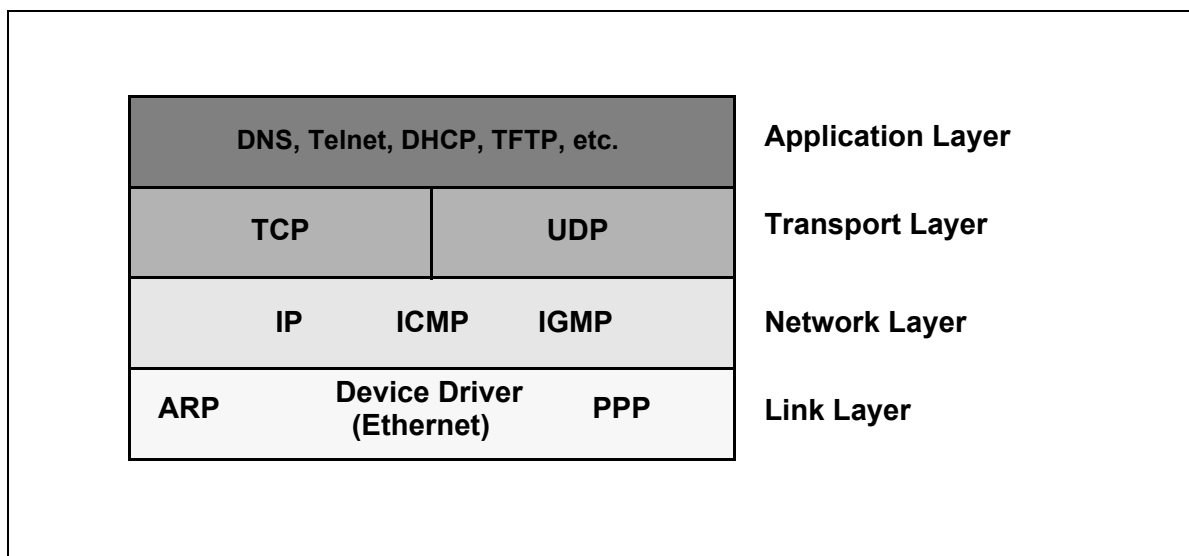 DNS, Telnet, DHCP, TFTP, etc.
Application Layer
TCP
UDP
Transport Layer
IP
ICMP
IGMP
Network Layer
ARP
Device Driver
(Ethernet)
PPP
Link Layer